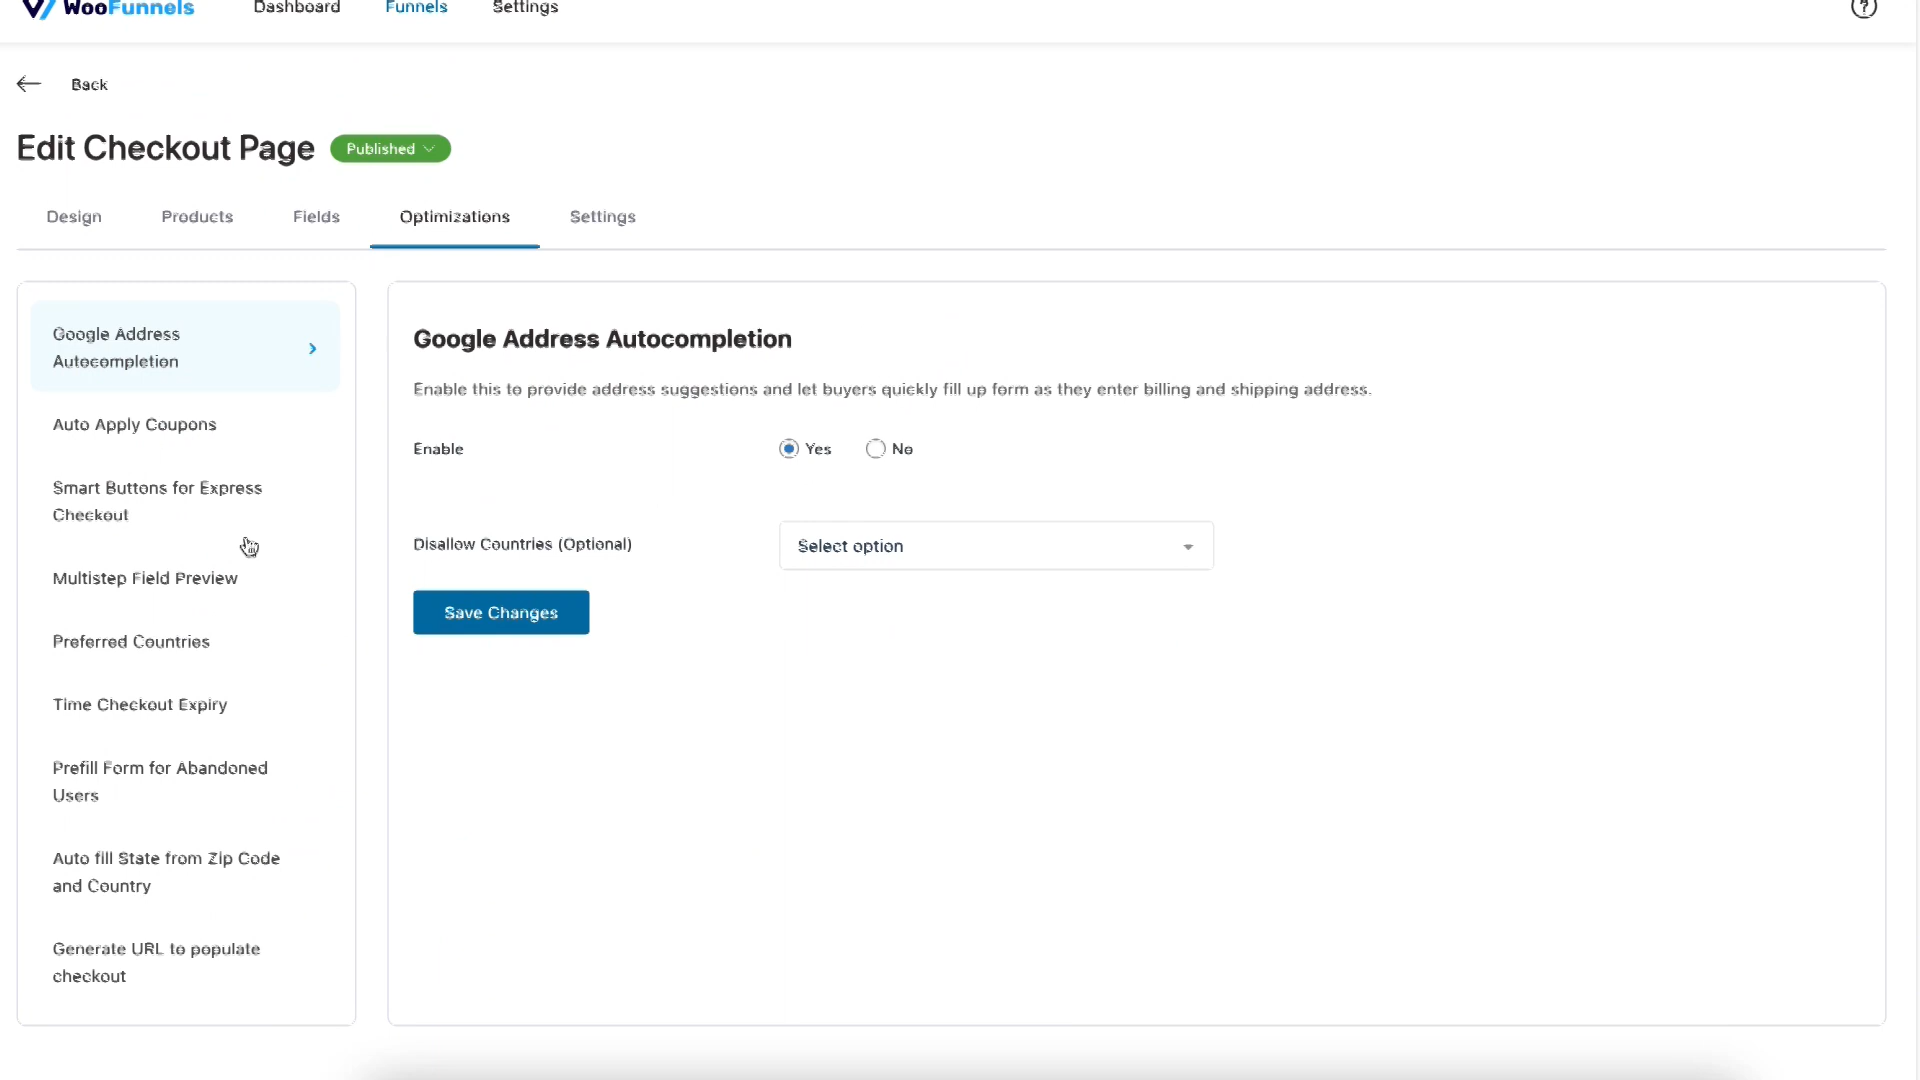 WooFunnels
Dashboard
Funnels
Settings
?
Back
Edit Checkout Page
Published
Design
Products
Fields
Optimizations
Settings
Google Address
Autocompletion
Auto Apply Coupons
Smart Buttons for Express
Checkout
Multistep Field Preview
Preferred Countries
Time Checkout Expiry
Prefill Form for Abandoned
Users
Auto fill State from Zip Code
and Country
Generate URL to populate
checkout
Google Address Autocompletion
Enable this to provide address suggestions and let buyers quickly fill up form as they enter billing and shipping address.
Enable
Yes
No
Disallow Countries (Optional)
Select option
Save Changes